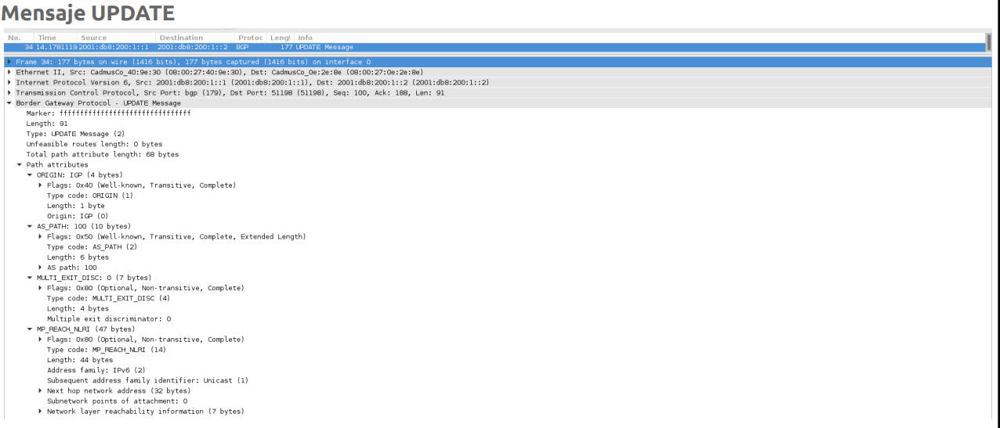 Mensaje UPDATE
No. Time Source Destination Protoc Lengt Info
34 14.1781119 2001:db8:200:1::1 2001:db8:200:1::2 BGP 177 UPDATE Message
Frame 34: 177 bytes on wire (1416 bits), 177 bytes captured (1416 bits) on interface 0
Ethernet II, Src: CadmusCo_40:9e:30 (08:00:27:40:9e:30), Dst: CadmusCo_0e:2e:8e (08:00:27:0e:2e:8e)
Internet Protocol Version 6, Src: 2001:db8:200:1::1 (2001:db8:200:1::1), Dst: 2001:db8:200:1::2 (2001:db8:200:1::2)
Transmission Control Protocol, Src Port: bgp (179), Dst Port: 51198 (51198), Seq: 100, Ack: 188, Len: 91
Border Gateway Protocol - UPDATE Message
Marker: ffffffffffffffffffffffffffffffff
Length: 91
Type: UPDATE Message (2)
Unfeasible routes length: 0 bytes
Total path attribute length: 68 bytes
Path attributes
ORIGIN: IGP (4 bytes)
Flags: 0x40 (Well-known, Transitive, Complete)
Type code: ORIGIN (1)
Length: 1 byte
Origin: IGP (0)
AS_PATH: 100 (10 bytes)
Flags: 0x50 (Well-known, Transitive, Complete, Extended Length)
Type code: AS_PATH (2)
Length: 6 bytes
AS path: 100
MULTI_EXIT_DISC: 0 (7 bytes)
Flags: 0x80 (Optional, Non-transitive, Complete)
Type code: MULTI_EXIT_DISC (4)
Length: 4 bytes
Multiple exit discriminator: 0
MP_REACH_NLRI (47 bytes)
Flags: 0x80 (Optional, Non-transitive, Complete)
Type code: MP_REACH_NLRI (14)
Length: 44 bytes
Address family: IPv6 (2)
Subsequent address family identifier: Unicast (1)
Next hop network address (32 bytes)
Subnetwork points of attachment: 0
Network layer reachability information (7 bytes)